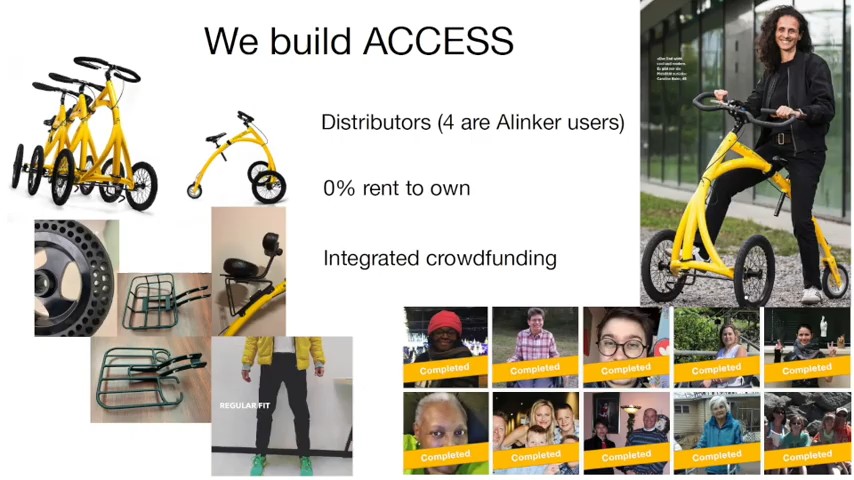 We build ACCESS
Distributors (4 are Alinker users)
0% rent to own
Integrated crowdfunding
REGULAR FIT
Completed
Completed
Completed
Completed
Completed
Completed
Completed
Completed
Completed
Completed